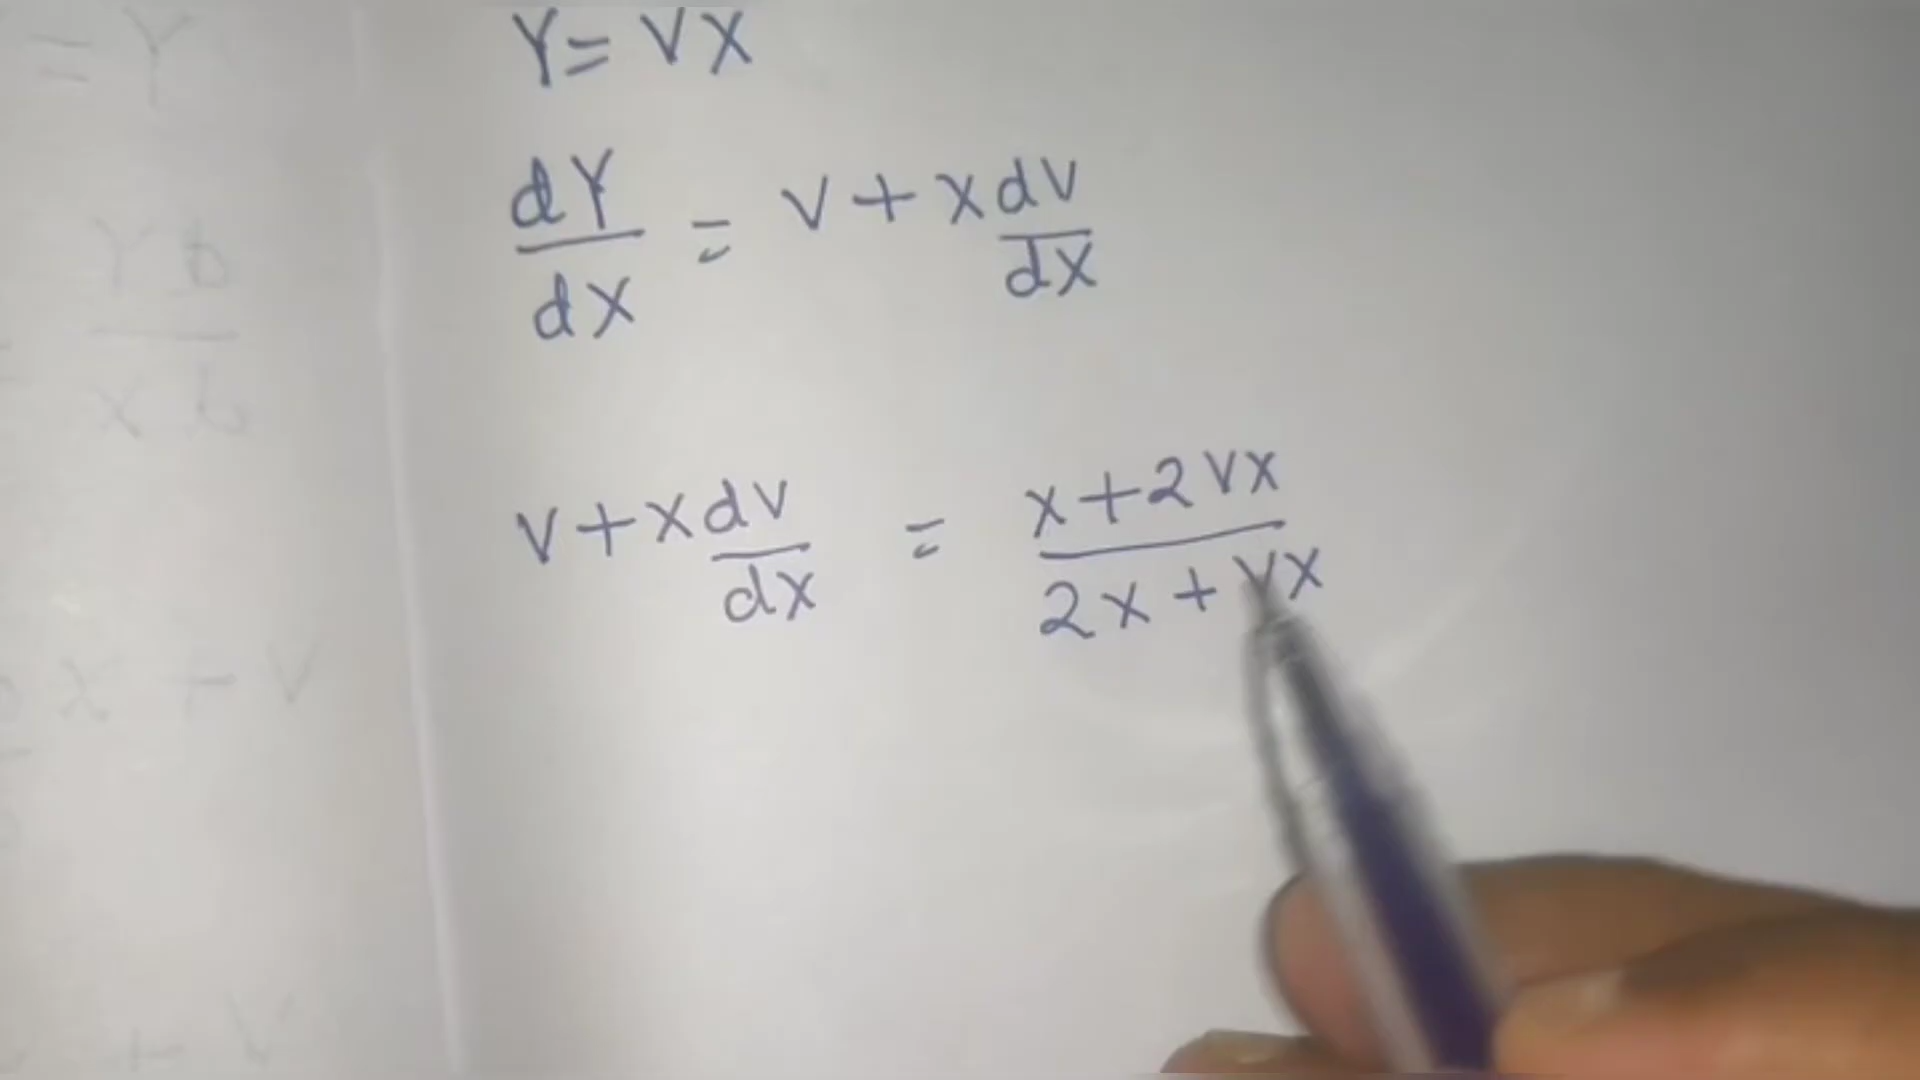 Y = VX
dY/dX = V + X dV/dX
V + X dV/dX = X + 2VX / 2X + VX